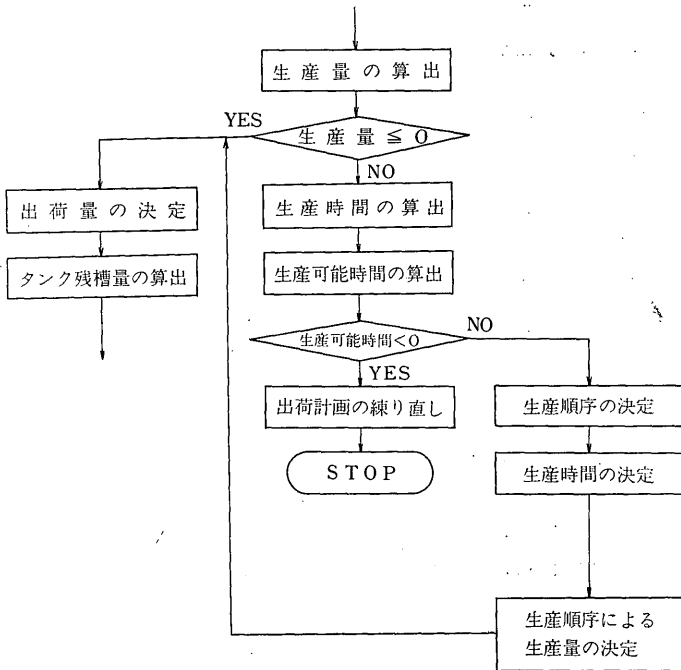 生産量の算出
YES
生産量≦0
NO
出荷量の決定
生産時間の算出
タンク残槽量の算出
生産可能時間の算出
生産可能時間<0
NO
YES
出荷計画の練り直し
生産順序の決定
STOP
生産時間の決定
生産順序による
生産量の決定